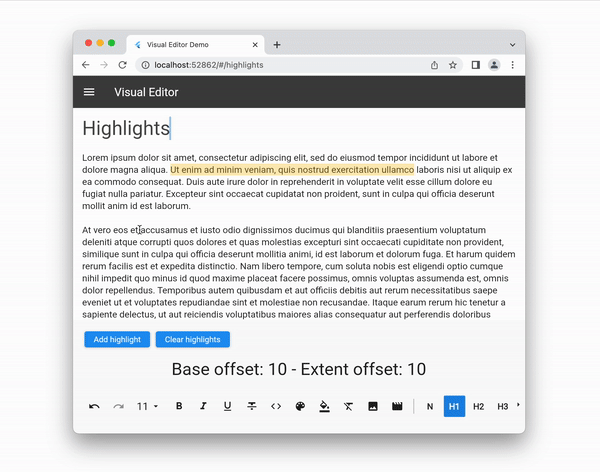 Visual Editor Demo
localhost:52862/#/highlights
Visual Editor
Highlights
Lorem ipsum dolor sit amet, consectetur adipiscing elit, sed do eiusmod tempor incididunt ut labore et
dolore magna aliqua. Ut enim ad minim veniam, quis nostrud exercitation ullamco laboris nisi ut aliquip ex
ea commodo consequat. Duis aute irure dolor in reprehenderit in voluptate velit esse cillum dolore eu
fugiat nulla pariatur. Excepteur sint occaecat cupidatat non proident, sunt in culpa qui officia deserunt
mollit anim id est laborum.
At vero eos et accusamus et iusto odio dignissimos ducimus qui blanditiis praesentium voluptatum
deleniti atque corrupti quos dolores et quas molestias excepturi sint occaecati cupiditate non provident,
similique sunt in culpa qui officia deserunt mollitia animi, id est laborum et dolorum fuga. Et harum quidem
rerum facilis est et expedita distinctio. Nam libero tempore, cum soluta nobis est eligendi optio cumque
nihil impedit quo minus id quod maxime placeat facere possimus, omnis voluptas assumenda est, omnis
dolor repellendus. Temporibus autem quibusdam et aut officiis debitis aut rerum necessitatibus saepe
eveniet ut et voluptates repudiandae sint et molestiae non recusandae. Itaque earum rerum hic tenetur a
sapiente delectus, ut aut reiciendis voluptatibus maiores alias consequatur aut perferendis doloribus
Add highlight Clear highlights
Base offset: 10 - Extent offset: 10
11 B I U N H1 H2 H3